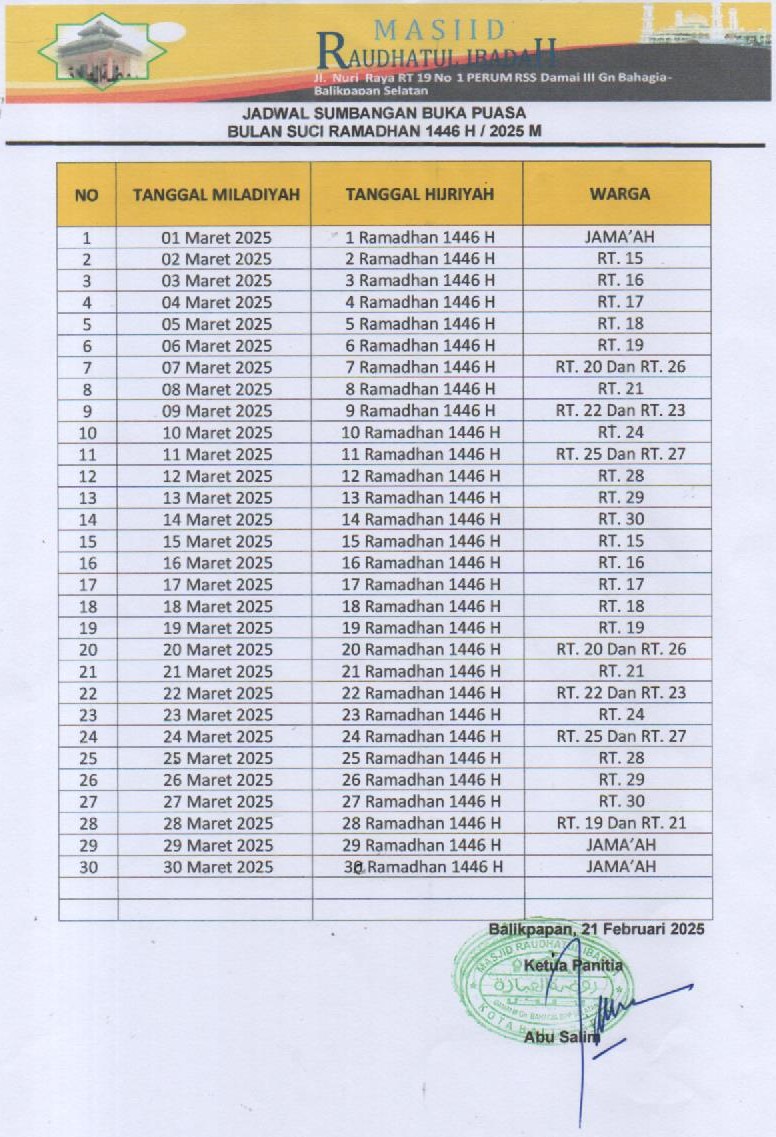 MASJID
RAUDHATUL IBADAH
Jl. Nuri Raya RT 19 No 1 PERUM RSS Damai III Gn Bahagia-
Balikpapan Selatan
JADWAL SUMBANGAN BUKA PUASA
BULAN SUCI RAMADHAN 1446 H / 2025 M
NO TANGGAL MILADIYAH TANGGAL HIJRIYAH WARGA
1 01 Maret 2025 1 Ramadhan 1446 H JAMA'AH
2 02 Maret 2025 2 Ramadhan 1446 H RT. 15
3 03 Maret 2025 3 Ramadhan 1446 H RT. 16
4 04 Maret 2025 4 Ramadhan 1446 H RT. 17
5 05 Maret 2025 5 Ramadhan 1446 H RT. 18
6 06 Maret 2025 6 Ramadhan 1446 H RT. 19
7 07 Maret 2025 7 Ramadhan 1446 H RT. 20 Dan RT. 26
8 08 Maret 2025 8 Ramadhan 1446 H RT. 21
9 09 Maret 2025 9 Ramadhan 1446 H RT. 22 Dan RT. 23
10 10 Maret 2025 10 Ramadhan 1446 H RT. 24
11 11 Maret 2025 11 Ramadhan 1446 H RT. 25 Dan RT. 27
12 12 Maret 2025 12 Ramadhan 1446 H RT. 28
13 13 Maret 2025 13 Ramadhan 1446 H RT. 29
14 14 Maret 2025 14 Ramadhan 1446 H RT. 30
15 15 Maret 2025 15 Ramadhan 1446 H RT. 15
16 16 Maret 2025 16 Ramadhan 1446 H RT. 16
17 17 Maret 2025 17 Ramadhan 1446 H RT. 17
18 18 Maret 2025 18 Ramadhan 1446 H RT. 18
19 19 Maret 2025 19 Ramadhan 1446 H RT. 19
20 20 Maret 2025 20 Ramadhan 1446 H RT. 20 Dan RT. 26
21 21 Maret 2025 21 Ramadhan 1446 H RT. 21
22 22 Maret 2025 22 Ramadhan 1446 H RT. 22 Dan RT. 23
23 23 Maret 2025 23 Ramadhan 1446 H RT. 24
24 24 Maret 2025 24 Ramadhan 1446 H RT. 25 Dan RT. 27
25 25 Maret 2025 25 Ramadhan 1446 H RT. 28
26 26 Maret 2025 26 Ramadhan 1446 H RT. 29
27 27 Maret 2025 27 Ramadhan 1446 H RT. 30
28 28 Maret 2025 28 Ramadhan 1446 H RT. 19 Dan RT. 21
29 29 Maret 2025 29 Ramadhan 1446 H JAMA'AH
30 30 Maret 2025 30 Ramadhan 1446 H JAMA'AH
Balikpapan, 21 Februari 2025
MASJID RAUDHATUL
Ketua Panitia
روضة العبادة
KOTA
Abu Salim